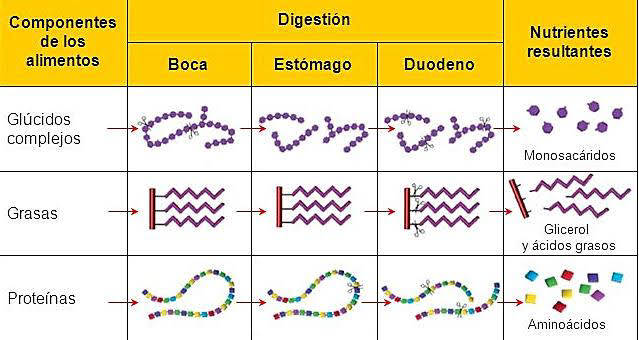 Componentes
de los
alimentos
Digestión
Nutrientes
resultantes
Boca
Estómago
Duodeno
Glúcidos
complejos
Monosacáridos
Grasas
Glicerol
y ácidos grasos
Proteínas
Aminoácidos